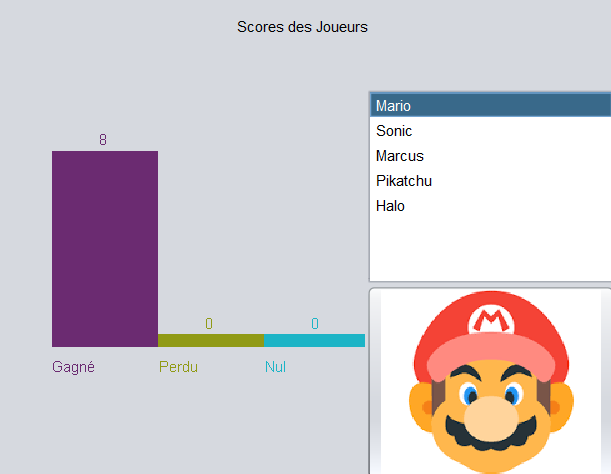 Scores des Joueurs
Mario
Sonic
Marcus
Pikatchu
Halo
8
0
0
Gagné
Perdu
Nul
M